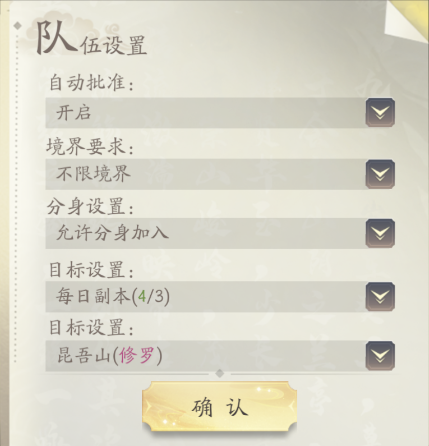 队伍设置
自动批准：
开启
境界要求：
不限境界
分身设置：
允许分身加入
目标设置：
每日副本(4/3)
目标设置：
昆吾山(修罗)
确认